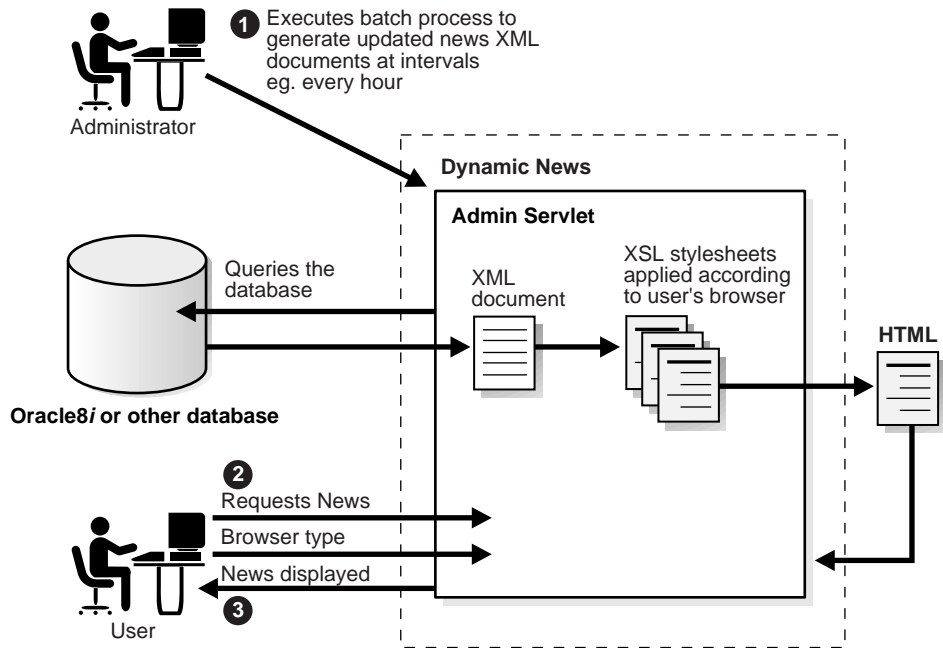 1 Executes batch process to
generate updated news XML
documents at intervals
eg. every hour
Administrator
Dynamic News
Admin Servlet
Queries the
database
XML
document
XSL stylesheets
applied according
to user's browser
HTML
Oracle8i or other database
2
Requests News
Browser type
News displayed
3
User